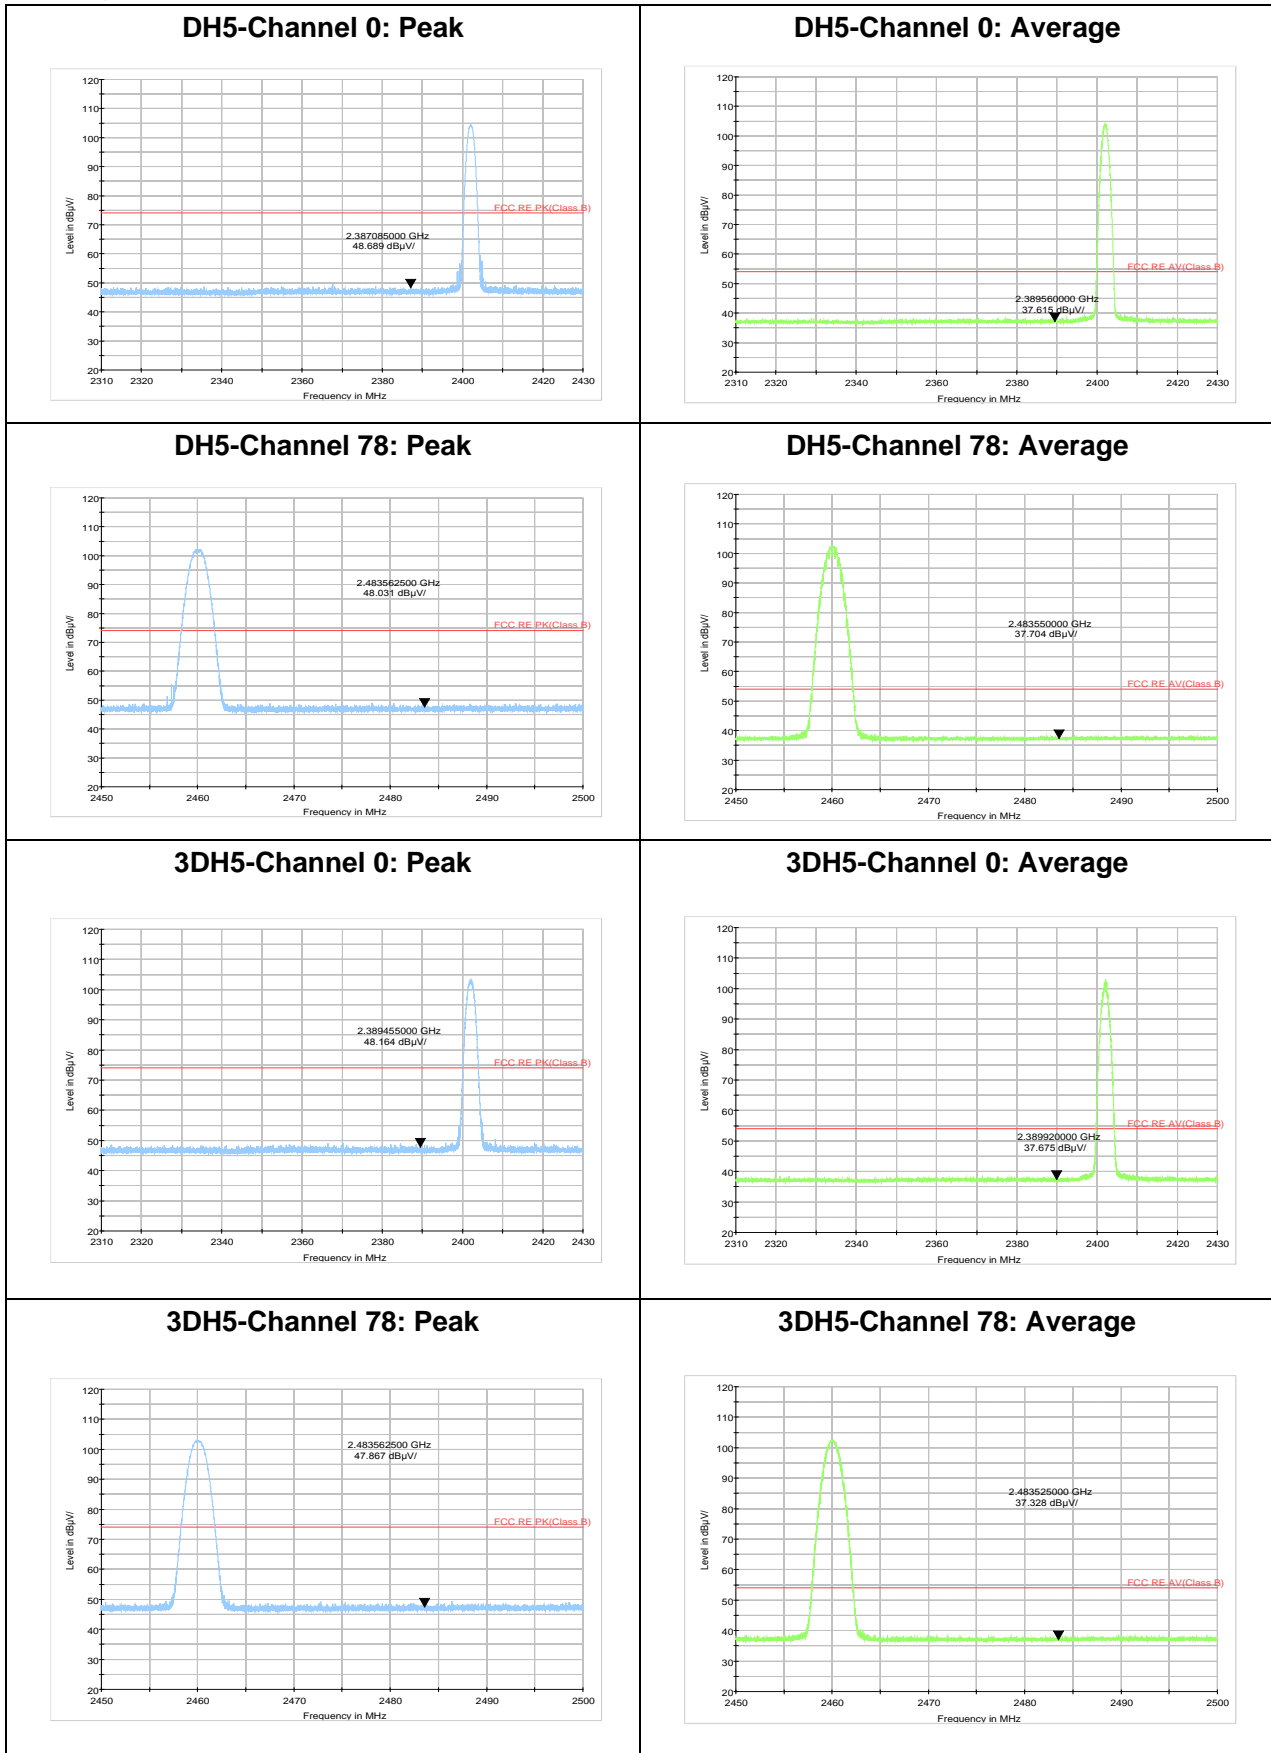 DH5-Channel 0: Peak
120
110
100
90
80
70
60
50
40
30
20
Level in dBµV/
FCC RE PK(Class B)
2.387085000 GHz
48.689 dBµV/
2310 2320 2340 2360 2380 2400 2420 2430
Frequency in MHz
DH5-Channel 0: Average
120
110
100
90
80
70
60
50
40
30
20
Level in dBµV/
FCC RE AV(Class B)
2.389560000 GHz
37.615 dBµV/
2310 2320 2340 2360 2380 2400 2420 2430
Frequency in MHz
DH5-Channel 78: Peak
120
110
100
90
80
70
60
50
40
30
20
Level in dBµV/
2.483562500 GHz
48.031 dBµV/
FCC RE PK(Class B)
2450 2460 2470 2480 2490 2500
Frequency in MHz
DH5-Channel 78: Average
120
110
100
90
80
70
60
50
40
30
20
Level in dBµV/
2.483550000 GHz
37.704 dBµV/
FCC RE AV(Class B)
2450 2460 2470 2480 2490 2500
Frequency in MHz
3DH5-Channel 0: Peak
120
110
100
90
80
70
60
50
40
30
20
Level in dBµV/
2.389455000 GHz
48.164 dBµV/
FCC RE PK(Class B)
2310 2320 2340 2360 2380 2400 2420 2430
Frequency in MHz
3DH5-Channel 0: Average
120
110
100
90
80
70
60
50
40
30
20
Level in dBµV/
FCC RE AV(Class B)
2.389920000 GHz
37.675 dBµV/
2310 2320 2340 2360 2380 2400 2420 2430
Frequency in MHz
3DH5-Channel 78: Peak
120
110
100
90
80
70
60
50
40
30
20
Level in dBµV/
2.483562500 GHz
47.867 dBµV/
FCC RE PK(Class B)
2450 2460 2470 2480 2490 2500
Frequency in MHz
3DH5-Channel 78: Average
120
110
100
90
80
70
60
50
40
30
20
Level in dBµV/
2.483525000 GHz
37.328 dBµV/
FCC RE AV(Class B)
2450 2460 2470 2480 2490 2500
Frequency in MHz